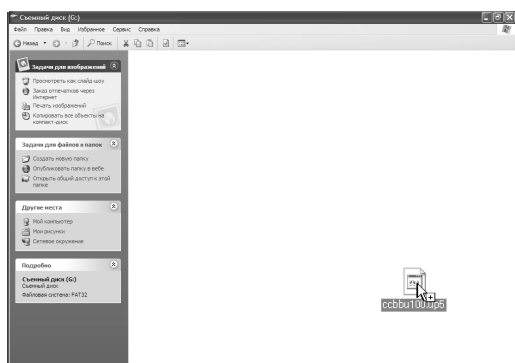 Съемный диск (G:)
Файл Правка Вид Избранное Сервис Справка
Назад Поиск
Задачи для изображений
Просмотреть как слайд-шоу
Заказ отпечатков через
Интернет
Печать изображений
Копировать все объекты на
компакт-диск
Задачи для файлов и папок
Создать новую папку
Опубликовать папку в вебе
Открыть общий доступ к этой
папке
Другие места
Мой компьютер
Мои рисунки
Сетевое окружение
Подробно
Съемный диск (G:)
Съемный диск
Файловая система: FAT32
ccbbu100.up5